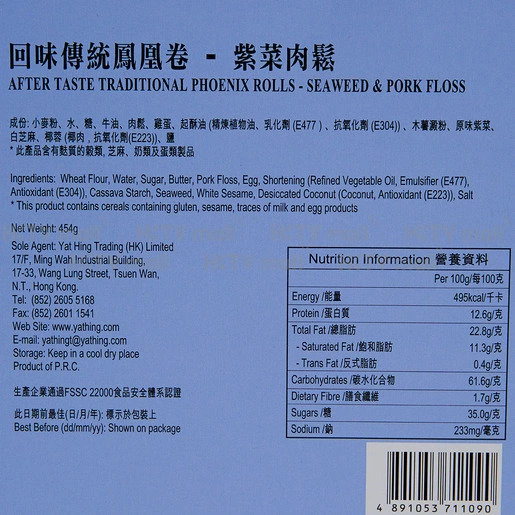 回味傳統鳳凰卷 - 紫菜肉鬆
AFTER TASTE TRADITIONAL PHOENIX ROLLS - SEAWEED & PORK FLOSS
成份: 小麥粉、水、糖、牛油、肉鬆、雞蛋、起酥油 (精煉植物油、乳化劑 (E477 ) 、抗氧化劑 (E304)) 、木薯澱粉、原味紫菜、
白芝麻、椰蓉 (椰肉 , 抗氧化劑(E223))、鹽
* 此產品含有麩質的穀類, 芝麻、奶類及蛋類製品
Ingredients: Wheat Flour, Water, Sugar, Butter, Pork Floss, Egg, Shortening (Refined Vegetable Oil, Emulsifier (E477),
Antioxidant (E304)), Cassava Starch, Seaweed, White Sesame, Desiccated Coconut (Coconut, Antioxidant (E223)), Salt
* This product contains cereals containing gluten, sesame, traces of milk and egg products
Net Weight: 454g
Sole Agent: Yat Hing Trading (HK) Limited
17/F, Ming Wah Industrial Building,
17-33, Wang Lung Street, Tsuen Wan,
N.T., Hong Kong.
Tel: (852) 2605 5168
Fax: (852) 2601 1541
Web Site: www.yathing.com
E-mail: yathingt@yathing.com
Storage: Keep in a cool dry place
Product of P.R.C.
生產企業通過FSSC 22000食品安全體系認證
此日期前最佳(日/月/年): 標示於包裝上
Best Before (dd/mm/yy): Shown on package
Nutrition Information 營養資料
Per 100g/每100克
Energy /能量 495kcal/千卡
Protein /蛋白質 12.6g/克
Total Fat /總脂肪 22.8g/克
- Saturated Fat /飽和脂肪 11.3g/克
- Trans Fat /反式脂肪 0.4g/克
Carbohydrates /碳水化合物 61.6g/克
Dietary Fibre /膳食纖維 1.7g/克
Sugars /糖 35.0g/克
Sodium /鈉 233mg/毫克
4 891053 711090